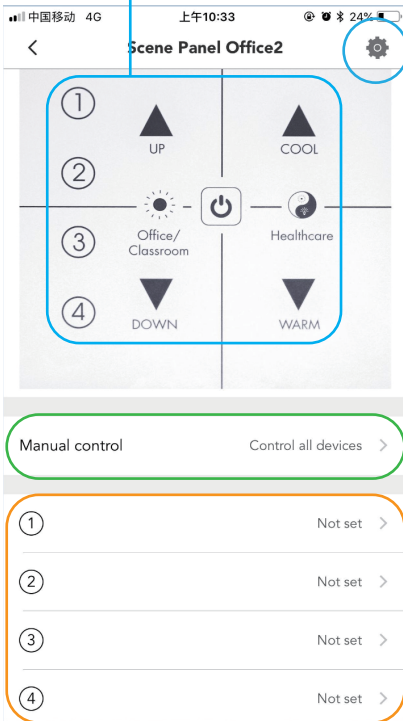 中国移动 4G 上午10:33 24%
Scene Panel Office2
1
UP COOL
2
Office/ Healthcare
Classroom
3
4
DOWN WARM
Manual control Control all devices
1 Not set
2 Not set
3 Not set
4 Not set